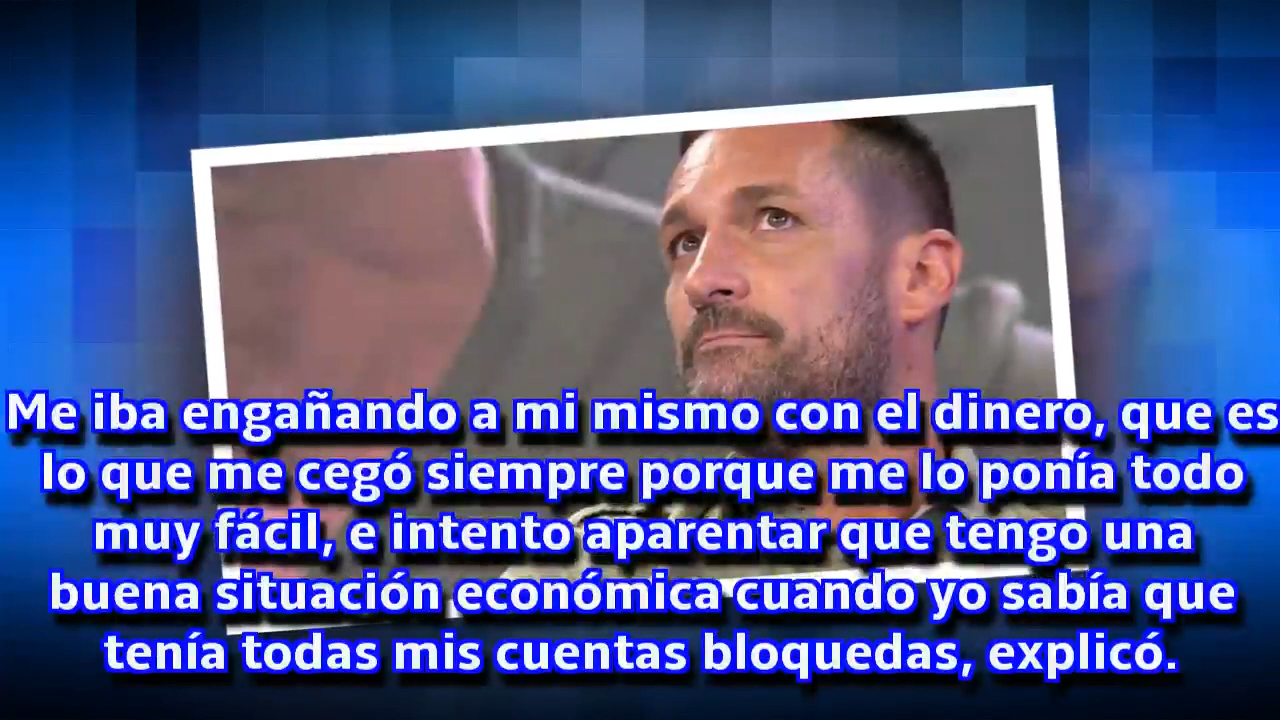 Me iba engañando a mi mismo con el dinero, que es
lo que me cegó siempre porque me lo ponía todo
muy fácil, e intento aparentar que tengo una
buena situación económica cuando yo sabía que
tenía todas mis cuentas bloquedas, explicó.